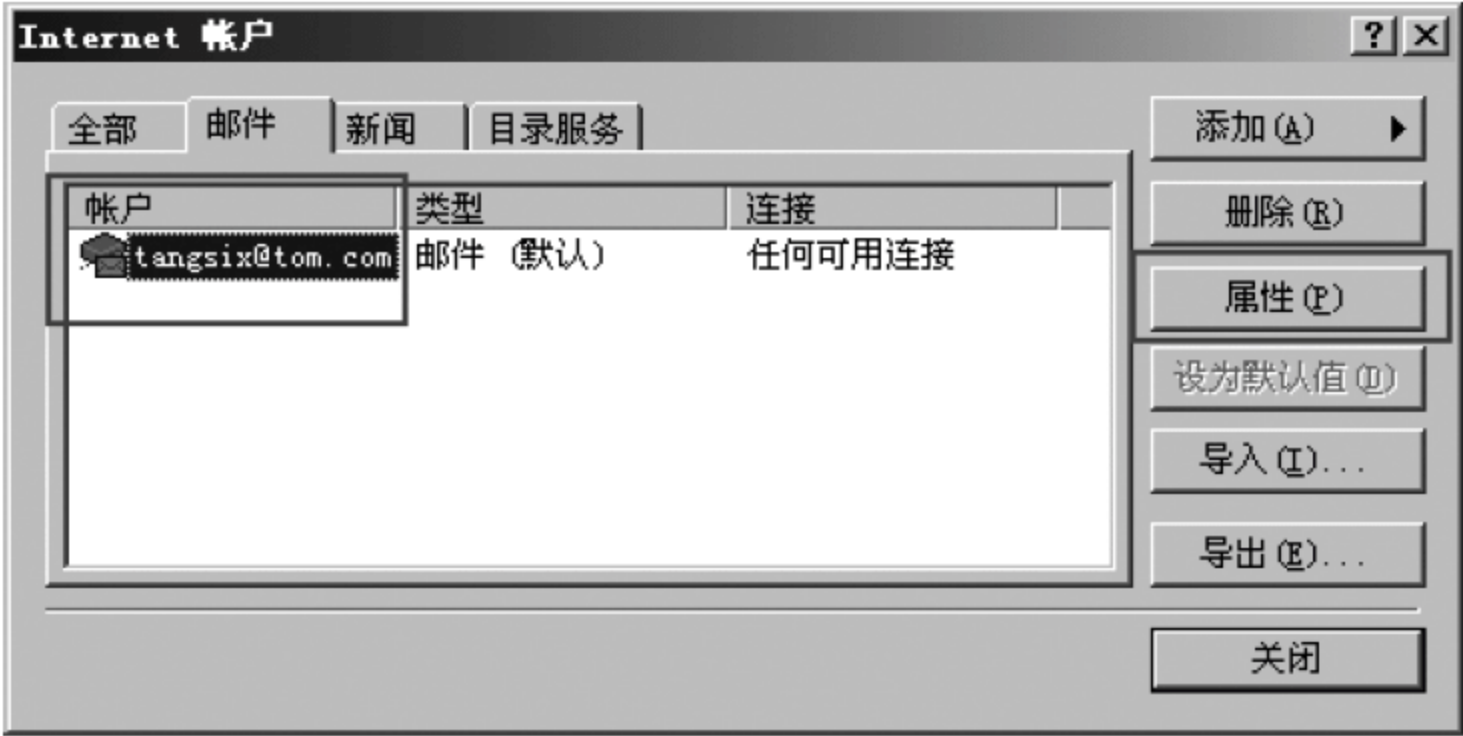 Internet 帐户
全部 邮件 新闻 目录服务
帐户 类型 连接
tangsix@tom.com 邮件 (默认) 任何可用连接
添加(A)
删除(R)
属性(P)
设为默认值(D)
导入(I)...
导出(E)...
关闭